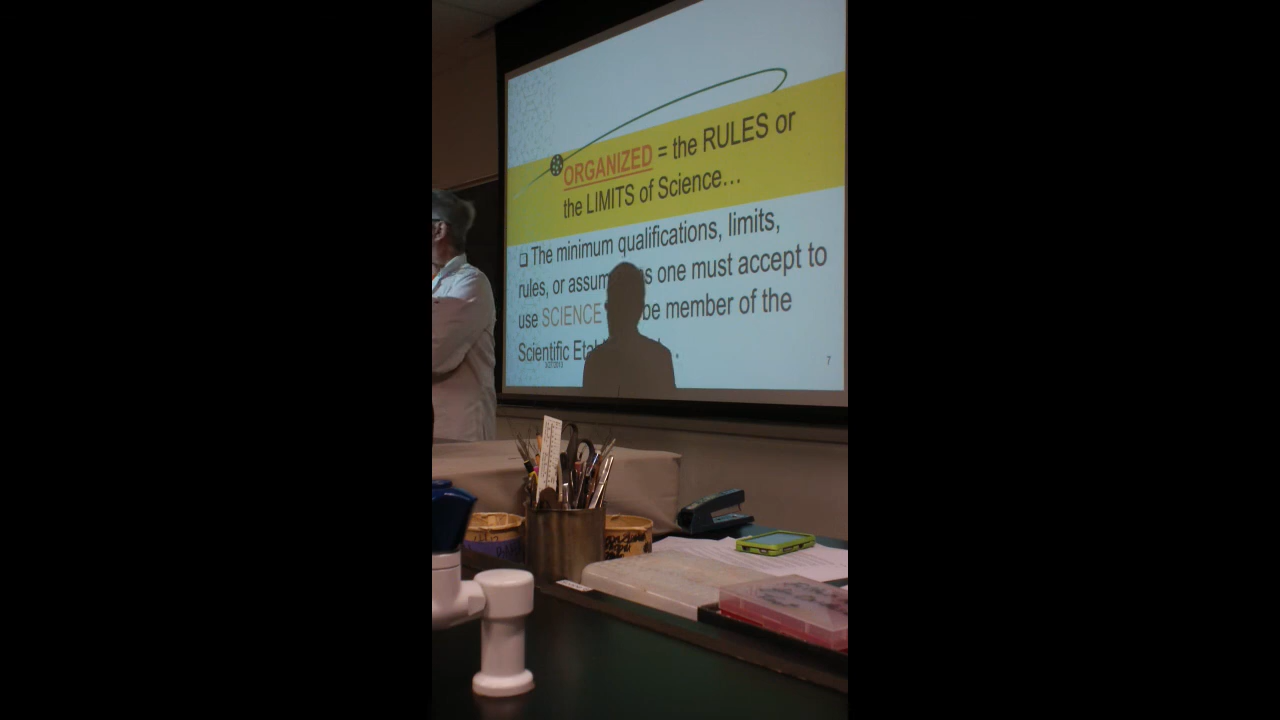 ORGANIZED = the RULES or
the LIMITS of Science...
The minimum qualifications, limits,
rules, or one must accept to
use SCIENCE be member of the
Scientific
7